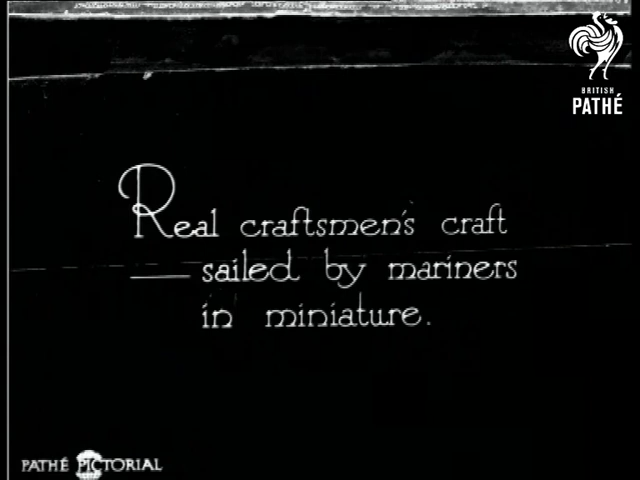 BRITISH
PATHÉ
Real craftsmen's craft
— sailed by mariners
in miniature.
PATHÉ PICTORIAL